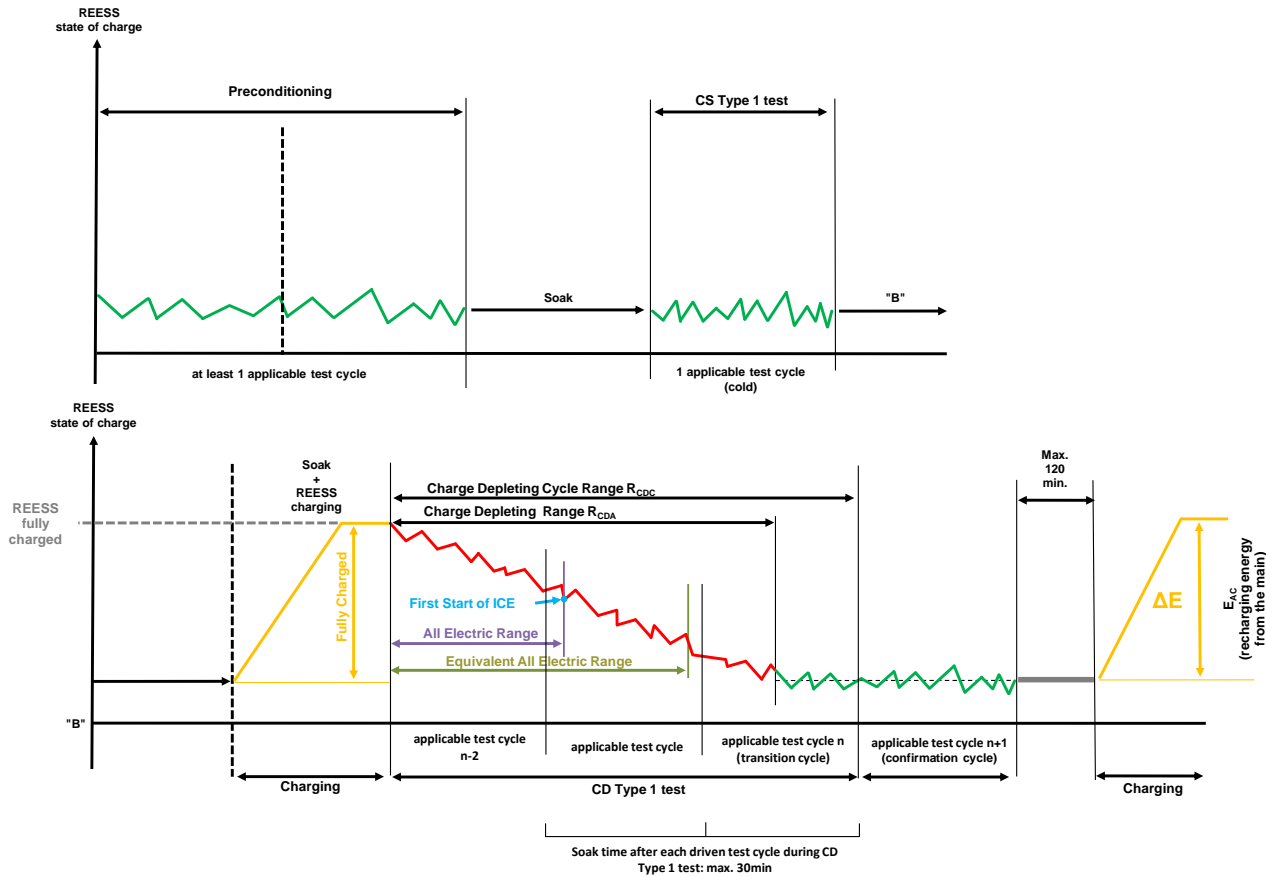 REESS
state of charge
Preconditioning
CS Type 1 test
Soak
"B"
at least 1 applicable test cycle
1 applicable test cycle
(cold)
REESS
state of charge
Max.
120
min.
Soak
+
REESS
charging
Charge Depleting Cycle Range RCDC
Charge Depleting Range RCDA
REESS
fully
charged
Fully Charged
First Start of ICE
All Electric Range
Equivalent All Electric Range
ΔE
EAC
(recharging energy
from the main)
"B"
applicable test cycle
n-2
applicable test cycle
applicable test cycle n
(transition cycle)
applicable test cycle n+1
(confirmation cycle)
Charging
CD Type 1 test
Charging
Soak time after each driven test cycle during CD
Type 1 test: max. 30min